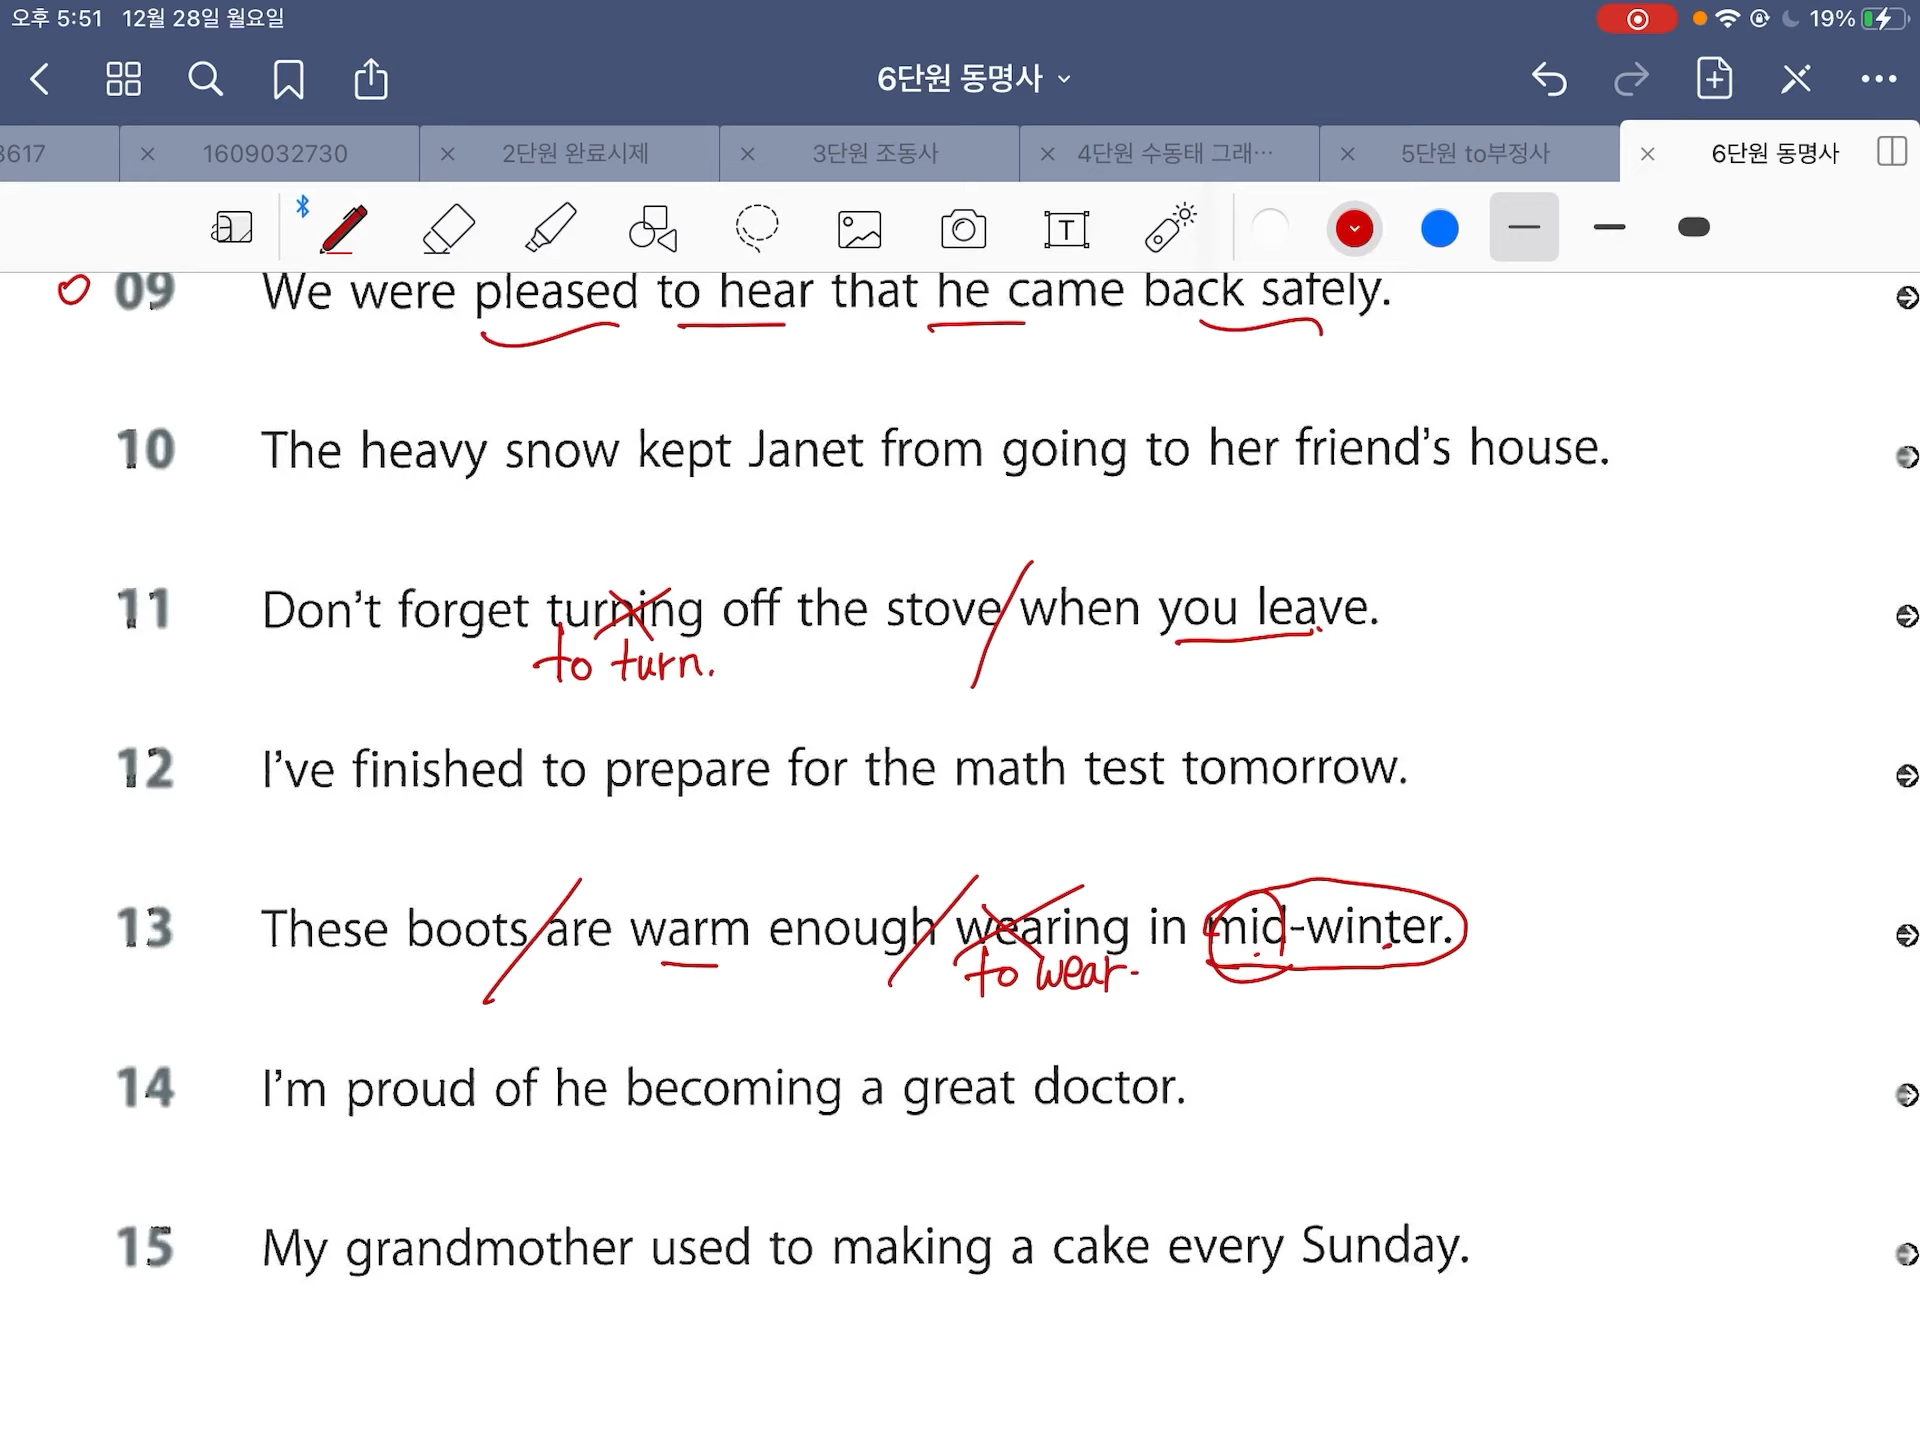 오후 5:51 12월 28일 월요일 19%
6단원 동명사
3617 1609032730 2단원 완료시제 3단원 조동사 4단원 수동태 그래… 5단원 to부정사 6단원 동명사
09 We were pleased to hear that he came back safely.
10 The heavy snow kept Janet from going to her friend's house.
11 Don't forget turning off the stove when you leave.
to turn.
12 I've finished to prepare for the math test tomorrow.
13 These boots are warm enough wearing in mid-winter.
to wear.
14 I'm proud of he becoming a great doctor.
15 My grandmother used to making a cake every Sunday.